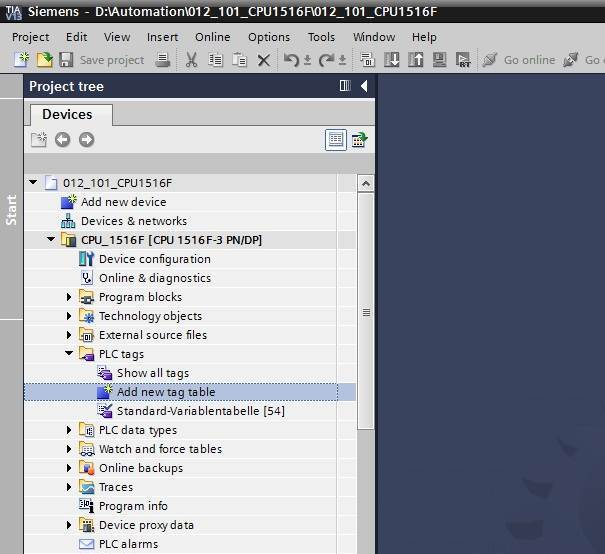 TIA V13 Siemens - D:\Automation\012_101_CPU1516F\012_101_CPU1516F
Project Edit View Insert Online Options Tools Window Help
Save project Go online Go
Project tree
Devices
Start
012_101_CPU1516F
Add new device
Devices & networks
CPU_1516F [CPU 1516F-3 PN/DP]
Device configuration
Online & diagnostics
Program blocks
Technology objects
External source files
PLC tags
Show all tags
Add new tag table
Standard-Variablentabelle [54]
PLC data types
Watch and force tables
Online backups
Traces
Program info
Device proxy data
PLC alarms